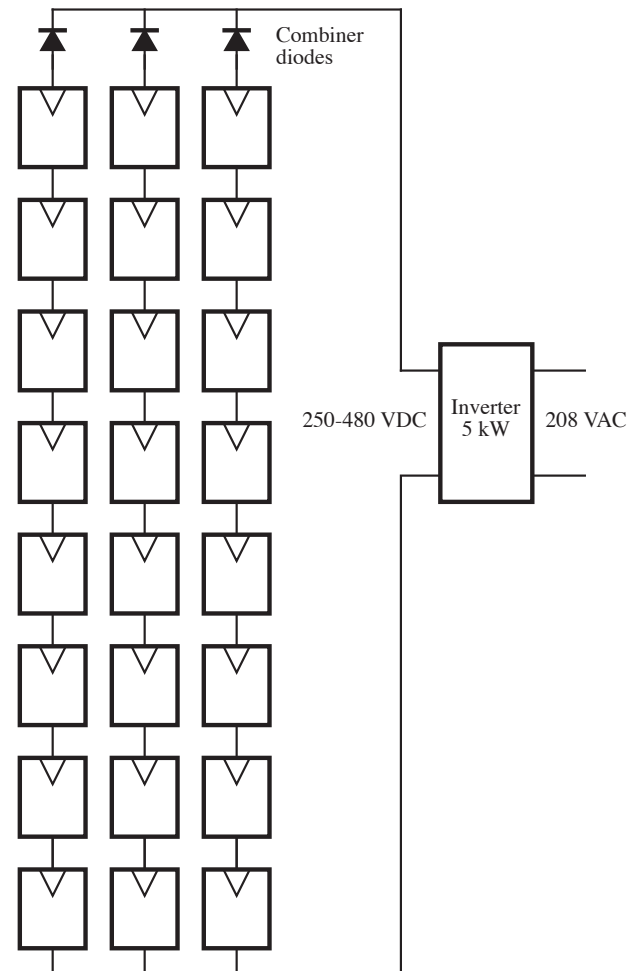 Combiner
diodes
250-480 VDC
Inverter
5 kW
208 VAC